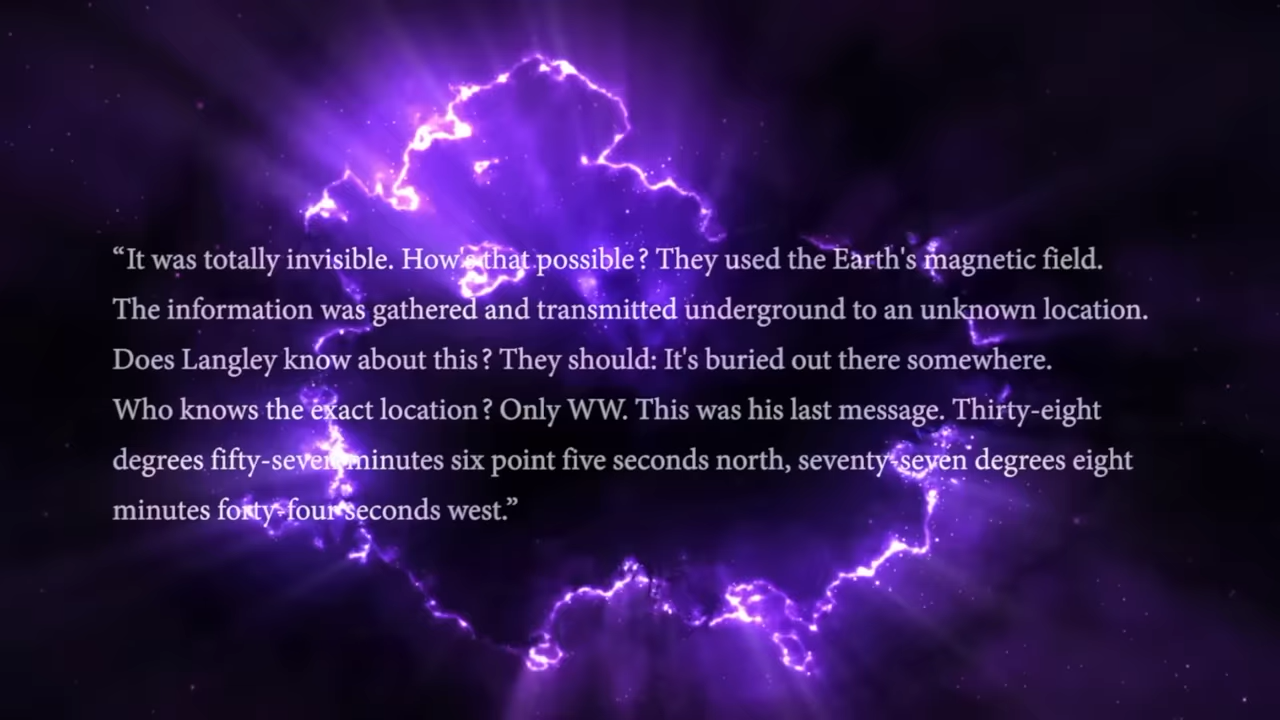 “It was totally invisible. How's that possible? They used the Earth's magnetic field.
The information was gathered and transmitted underground to an unknown location.
Does Langley know about this? They should: It's buried out there somewhere.
Who knows the exact location? Only WW. This was his last message. Thirty-eight
degrees fifty-seven minutes six point five seconds north, seventy-seven degrees eight
minutes forty-four seconds west.”